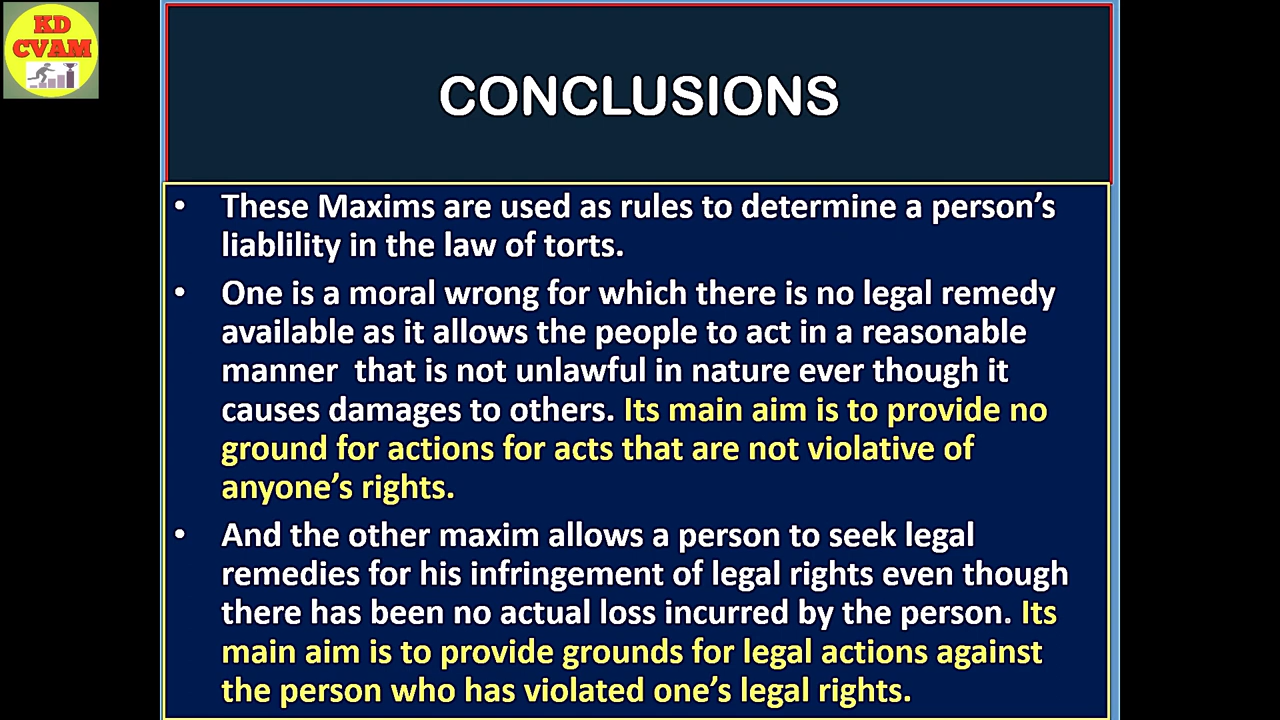 KD
CVAM
CONCLUSIONS
• These Maxims are used as rules to determine a person’s
liablility in the law of torts.
• One is a moral wrong for which there is no legal remedy
available as it allows the people to act in a reasonable
manner  that is not unlawful in nature ever though it
causes damages to others. Its main aim is to provide no
ground for actions for acts that are not violative of
anyone’s rights.
• And the other maxim allows a person to seek legal
remedies for his infringement of legal rights even though
there has been no actual loss incurred by the person. Its
main aim is to provide grounds for legal actions against
the person who has violated one’s legal rights.